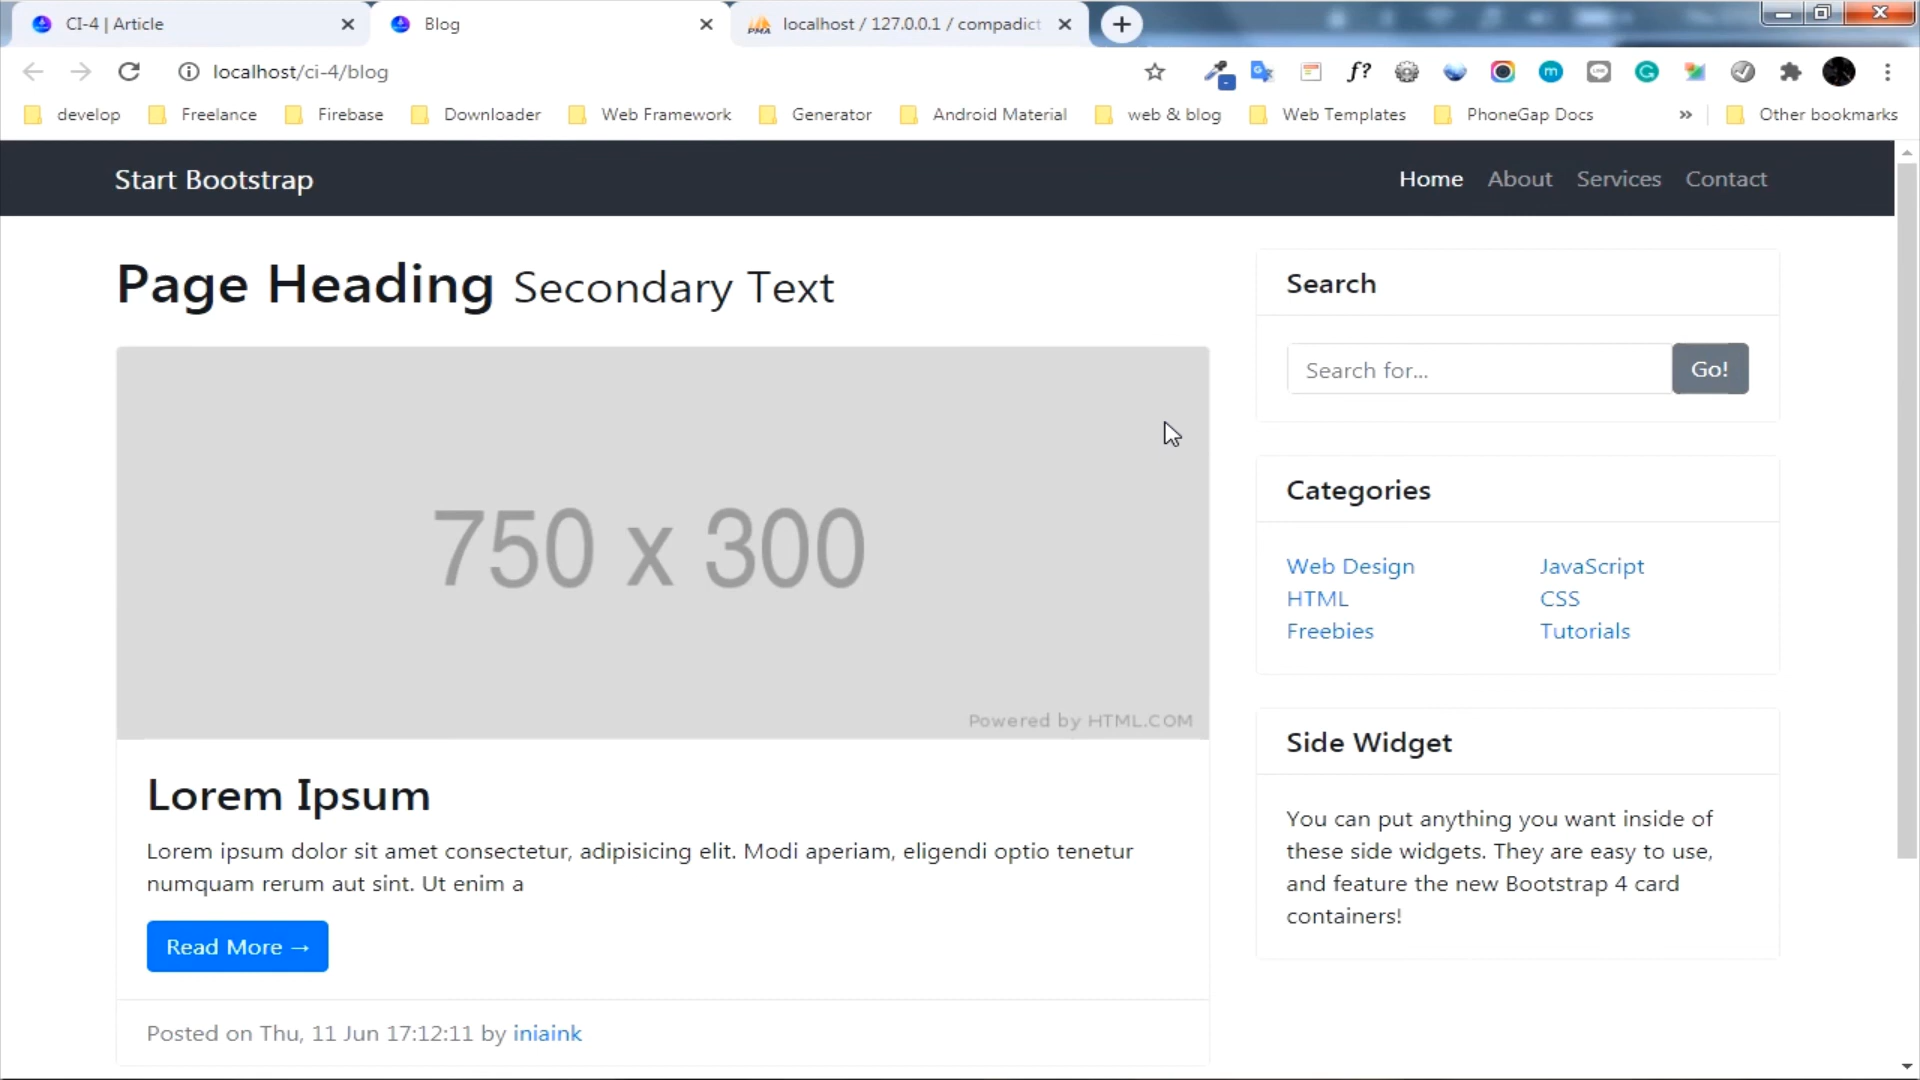 CI-4 | Article
Blog
localhost / 127.0.0.1 / compadict
localhost/ci-4/blog
develop
Freelance
Firebase
Downloader
Web Framework
Generator
Android Material
web & blog
Web Templates
PhoneGap Docs
»
Other bookmarks
Start Bootstrap
Home
About
Services
Contact
Page Heading Secondary Text
750 x 300
Powered by HTML.COM
Lorem Ipsum
Lorem ipsum dolor sit amet consectetur, adipisicing elit. Modi aperiam, eligendi optio tenetur
numquam rerum aut sint. Ut enim a
Read More →
Posted on Thu, 11 Jun 17:12:11 by iniaink
Search
Search for...
Go!
Categories
Web Design
JavaScript
HTML
CSS
Freebies
Tutorials
Side Widget
You can put anything you want inside of
these side widgets. They are easy to use,
and feature the new Bootstrap 4 card
containers!